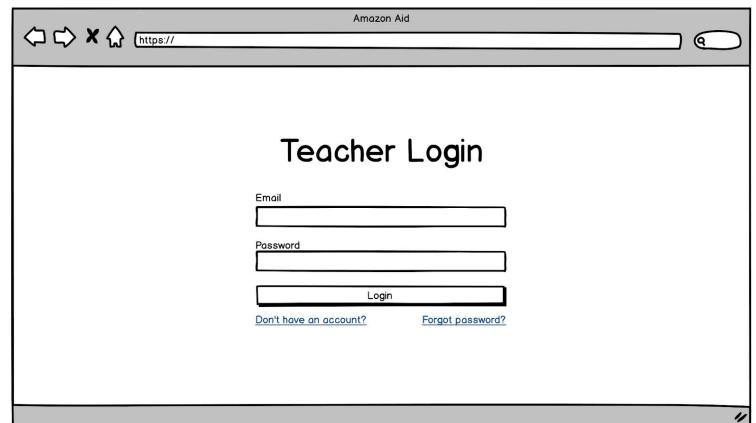 Amazon Aid
https://
Teacher Login
Email
Password
Login
Don't have an account? Forgot password?